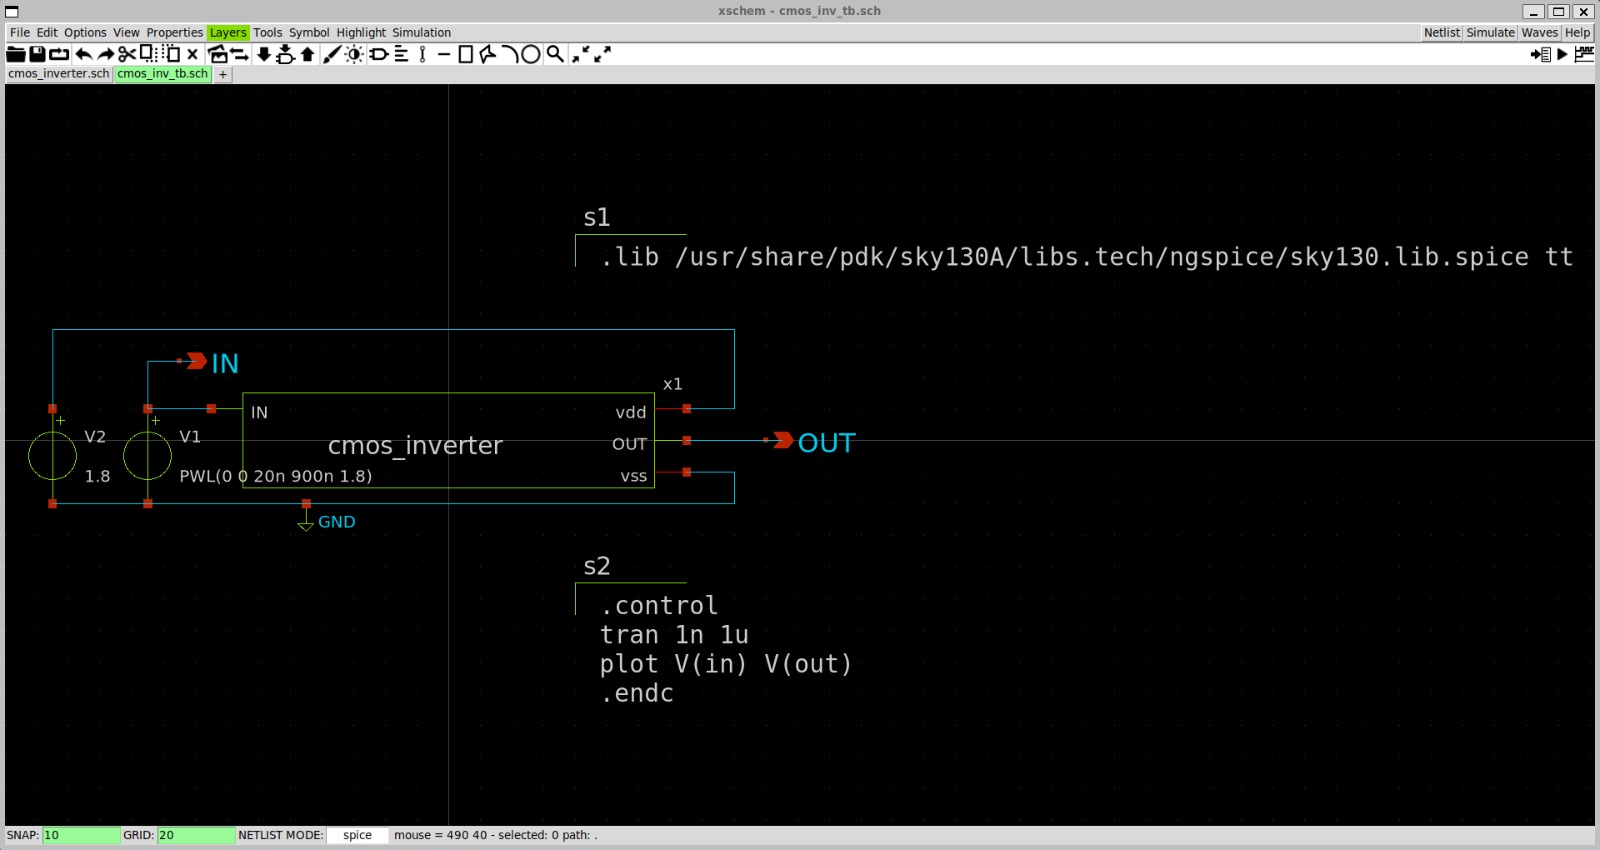 xschem - cmos_inv_tb.sch
File Edit Options View Properties Layers Tools Symbol Highlight Simulation Netlist Simulate Waves Help
cmos_inverter.sch cmos_inv_tb.sch +
s1
.lib /usr/share/pdk/sky130A/libs.tech/ngspice/sky130.lib.spice tt
IN
x1
IN vdd
+ V2 + V1 cmos_inverter OUT OUT
1.8 PWL(0 0 20n 900n 1.8) vss
GND
s2
.control
tran 1n 1u
plot V(in) V(out)
.endc
SNAP: 10 GRID: 20 NETLIST MODE: spice mouse = 490 40 - selected: 0 path: .